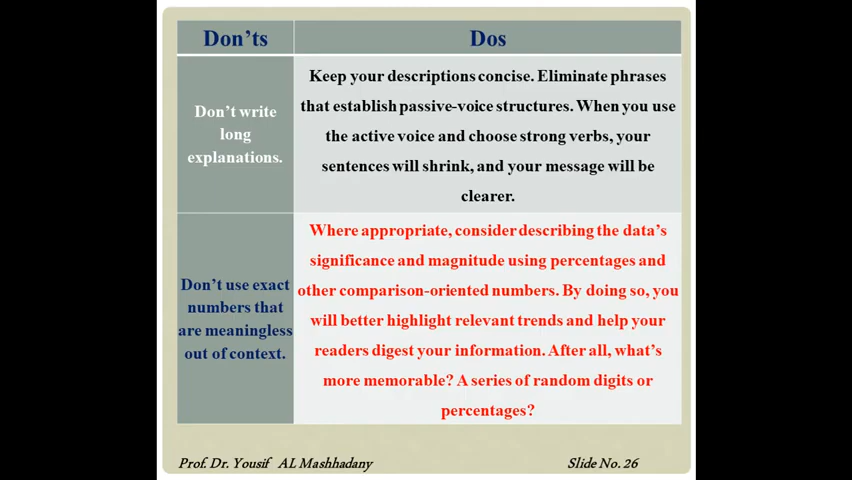 Don'ts
Dos
Don't write
long
explanations.
Keep your descriptions concise. Eliminate phrases
that establish passive-voice structures. When you use
the active voice and choose strong verbs, your
sentences will shrink, and your message will be
clearer.
Don't use exact
numbers that
are meaningless
out of context.
Where appropriate, consider describing the data's
significance and magnitude using percentages and
other comparison-oriented numbers. By doing so, you
will better highlight relevant trends and help your
readers digest your information. After all, what's
more memorable? A series of random digits or
percentages?
Prof. Dr. Yousif AL Mashhadany
Slide No. 26